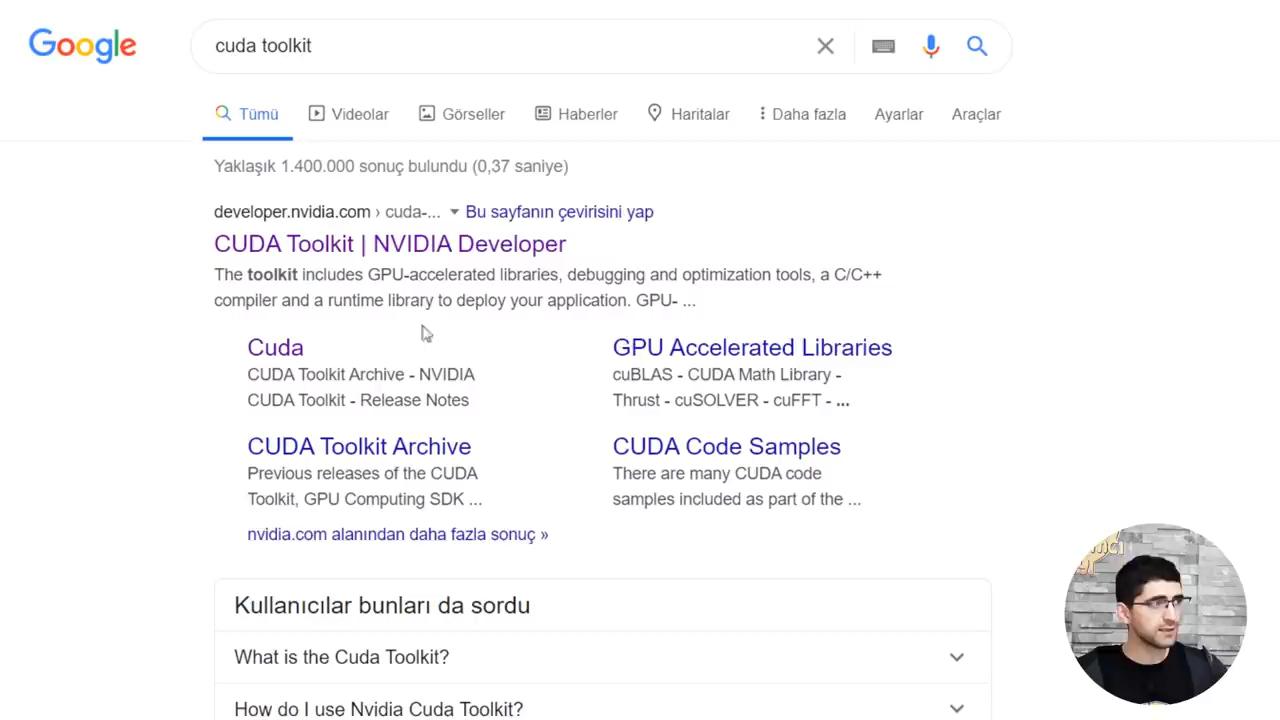 Google
cuda toolkit
Tümü Videolar Görseller Haberler Haritalar Daha fazla Ayarlar Araçlar
Yaklaşık 1.400.000 sonuç bulundu (0,37 saniye)
developer.nvidia.com › cuda-... Bu sayfanın çevirisini yap
CUDA Toolkit | NVIDIA Developer
The toolkit includes GPU-accelerated libraries, debugging and optimization tools, a C/C++
compiler and a runtime library to deploy your application. GPU- ...
Cuda
CUDA Toolkit Archive - NVIDIA
CUDA Toolkit - Release Notes
GPU Accelerated Libraries
cuBLAS - CUDA Math Library -
Thrust - cuSOLVER - cuFFT - ...
CUDA Toolkit Archive
Previous releases of the CUDA
Toolkit, GPU Computing SDK ...
CUDA Code Samples
There are many CUDA code
samples included as part of the ...
nvidia.com alanından daha fazla sonuç »
Kullanıcılar bunları da sordu
What is the Cuda Toolkit?
How do I use Nvidia Cuda Toolkit?